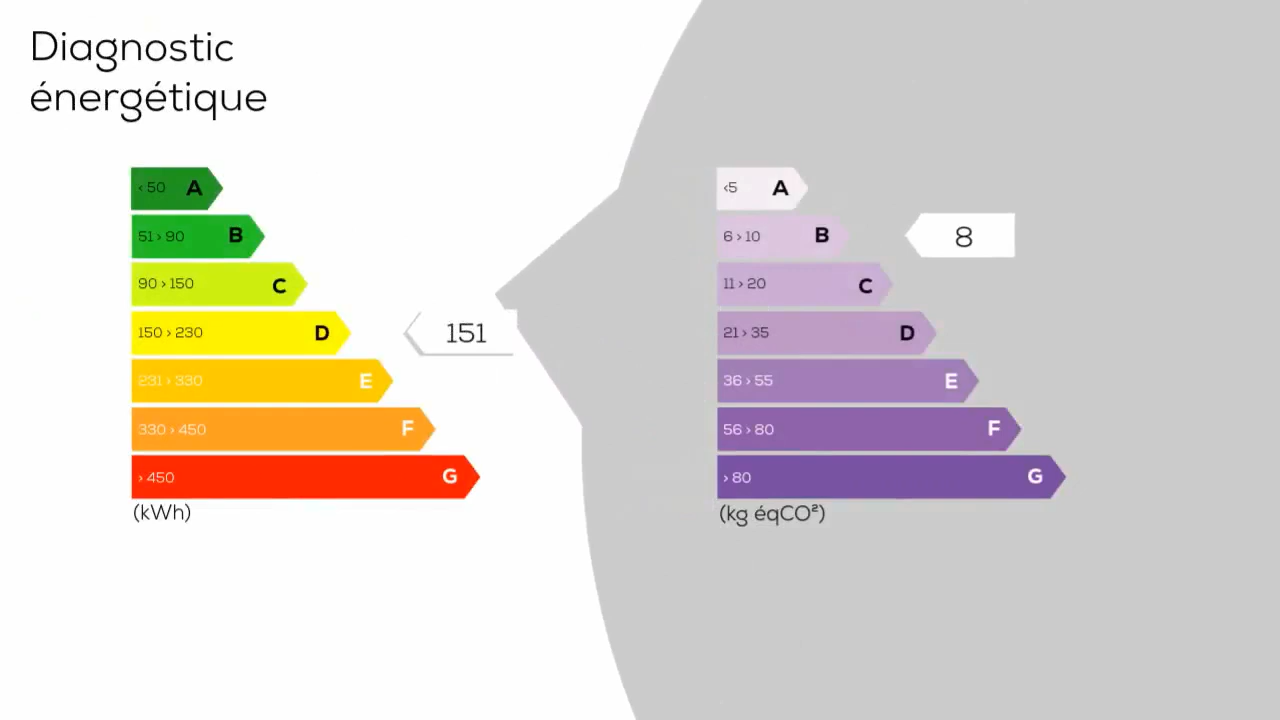 Diagnostic
énergétique
< 50 A
51 > 90 B
90 > 150 C
150 > 230 D
151
231 > 330 E
330 > 450 F
> 450 G
(kWh)
<5 A
6 > 10 B
8
11 > 20 C
21 > 35 D
36 > 55 E
56 > 80 F
> 80 G
(kg éqCO²)